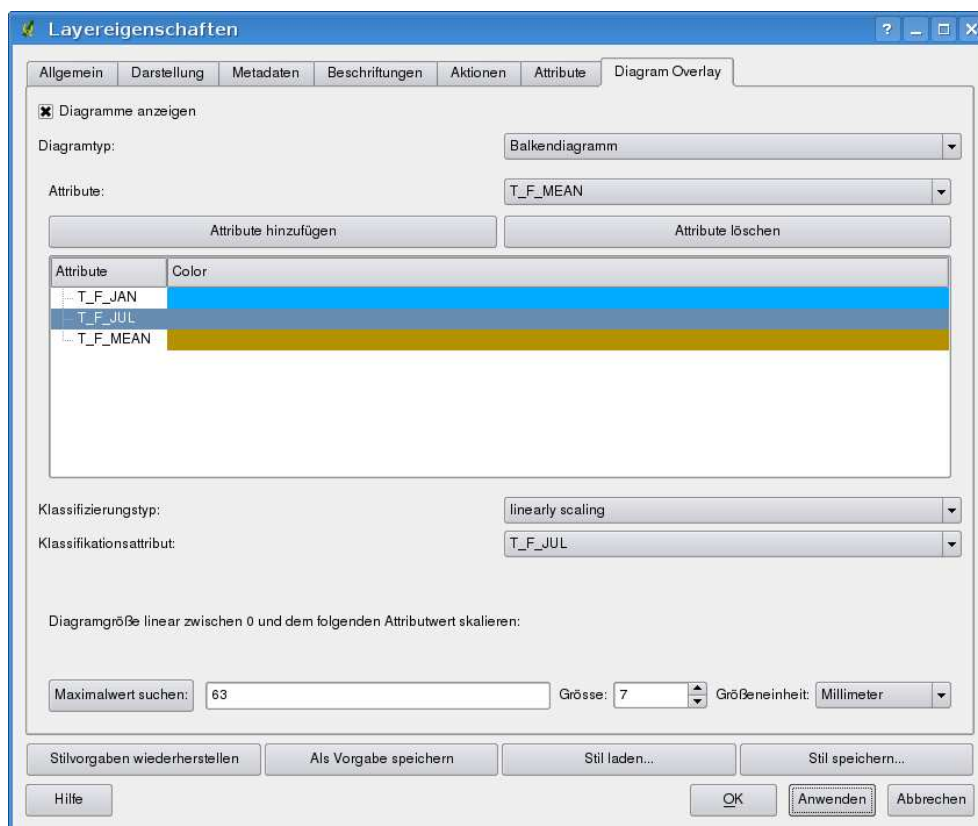 Layereigenschaften
Allgemein Darstellung Metadaten Beschriftungen Aktionen Attribute Diagram Overlay
Diagramme anzeigen
Diagramtyp: Balkendiagramm
Attribute: T_F_MEAN
Attribute hinzufügen Attribute löschen
Attribute Color
T_F_JAN
T_F_JUL
T_F_MEAN
Klassifizierungstyp: linearly scaling
Klassifikationsattribut: T_F_JUL
Diagramgröße linear zwischen 0 und dem folgenden Attributwert skalieren:
Maximalwert suchen: 63 Grösse: 7 Größeneinheit: Millimeter
Stilvorgaben wiederherstellen Als Vorgabe speichern Stil laden... Stil speichern...
Hilfe OK Anwenden Abbrechen